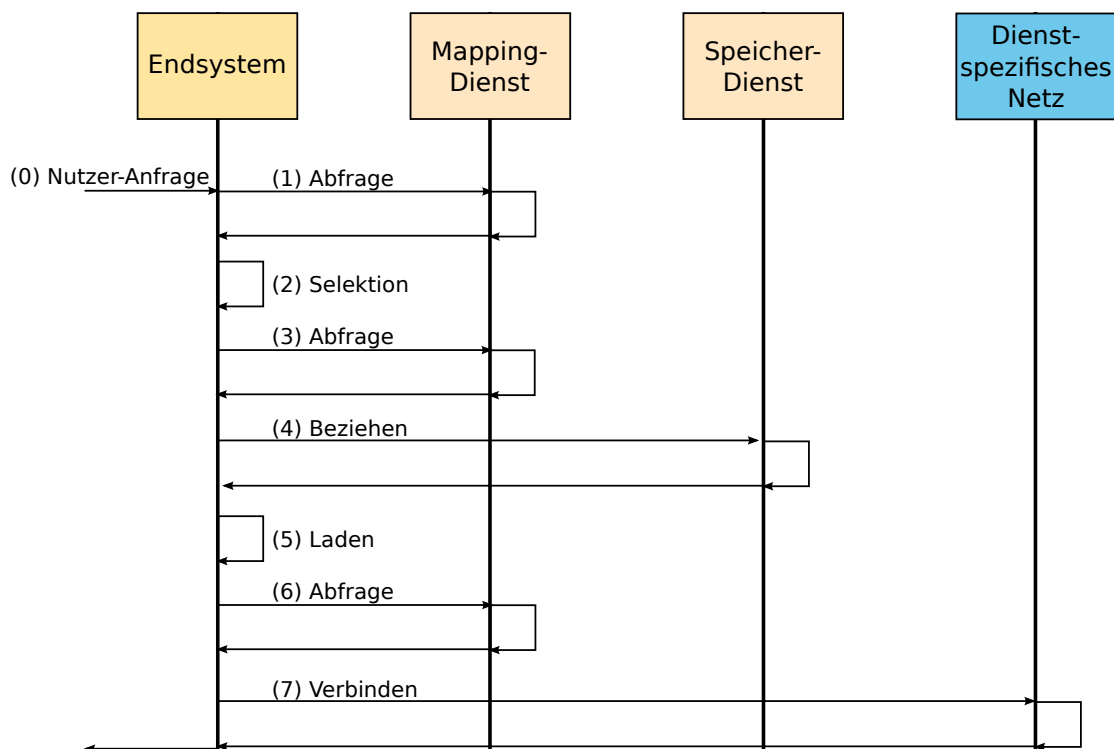 Endsystem
Mapping-
Dienst
Speicher-
Dienst
Dienst-
spezifisches
Netz
(0) Nutzer-Anfrage
(1) Abfrage
(2) Selektion
(3) Abfrage
(4) Beziehen
(5) Laden
(6) Abfrage
(7) Verbinden